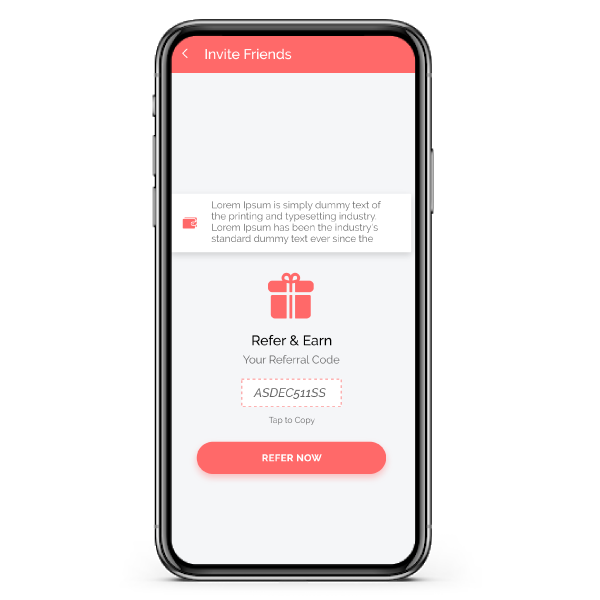 Invite Friends
Lorem Ipsum is simply dummy text of
the printing and typesetting industry.
Lorem Ipsum has been the industry's
standard dummy text ever since the
Refer & Earn
Your Referral Code
ASDEC511SS
Tap to Copy
REFER NOW